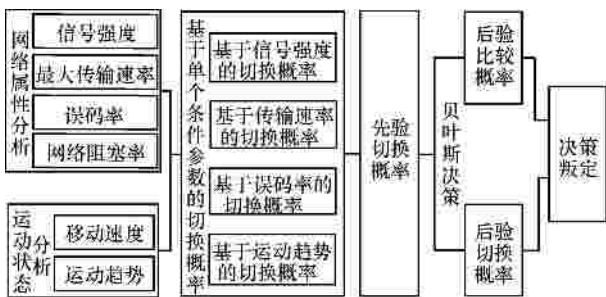 网络属性分析
信号强度
最大传输速率
误码率
网络阻塞率
运动状态
分析
移动速度
运动趋势
基于单个条件参数的切换概率
基于信号强度
的切换概率
基于传输速率
率的切换概率
基于误码率的
切换概率
基于运动趋势
的切换概率
先验
切换
概率
贝叶斯决策
后验
比较
概率
后验
切换
概率
决策
叛定